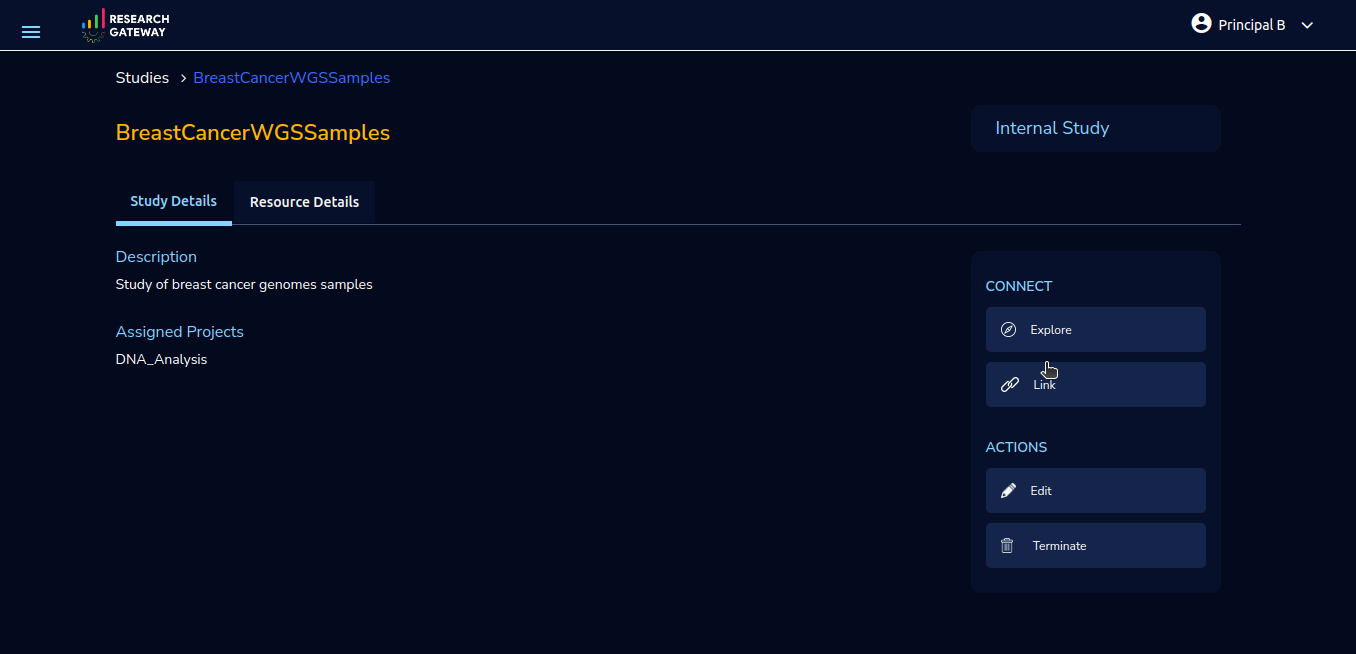 RESEARCH
GATEWAY
Principal B
Studies > BreastCancerWGSSamples
BreastCancerWGSSamples
Internal Study
Study Details
Resource Details
Description
Study of breast cancer genomes samples
Assigned Projects
DNA_Analysis
CONNECT
Explore
Link
ACTIONS
Edit
Terminate